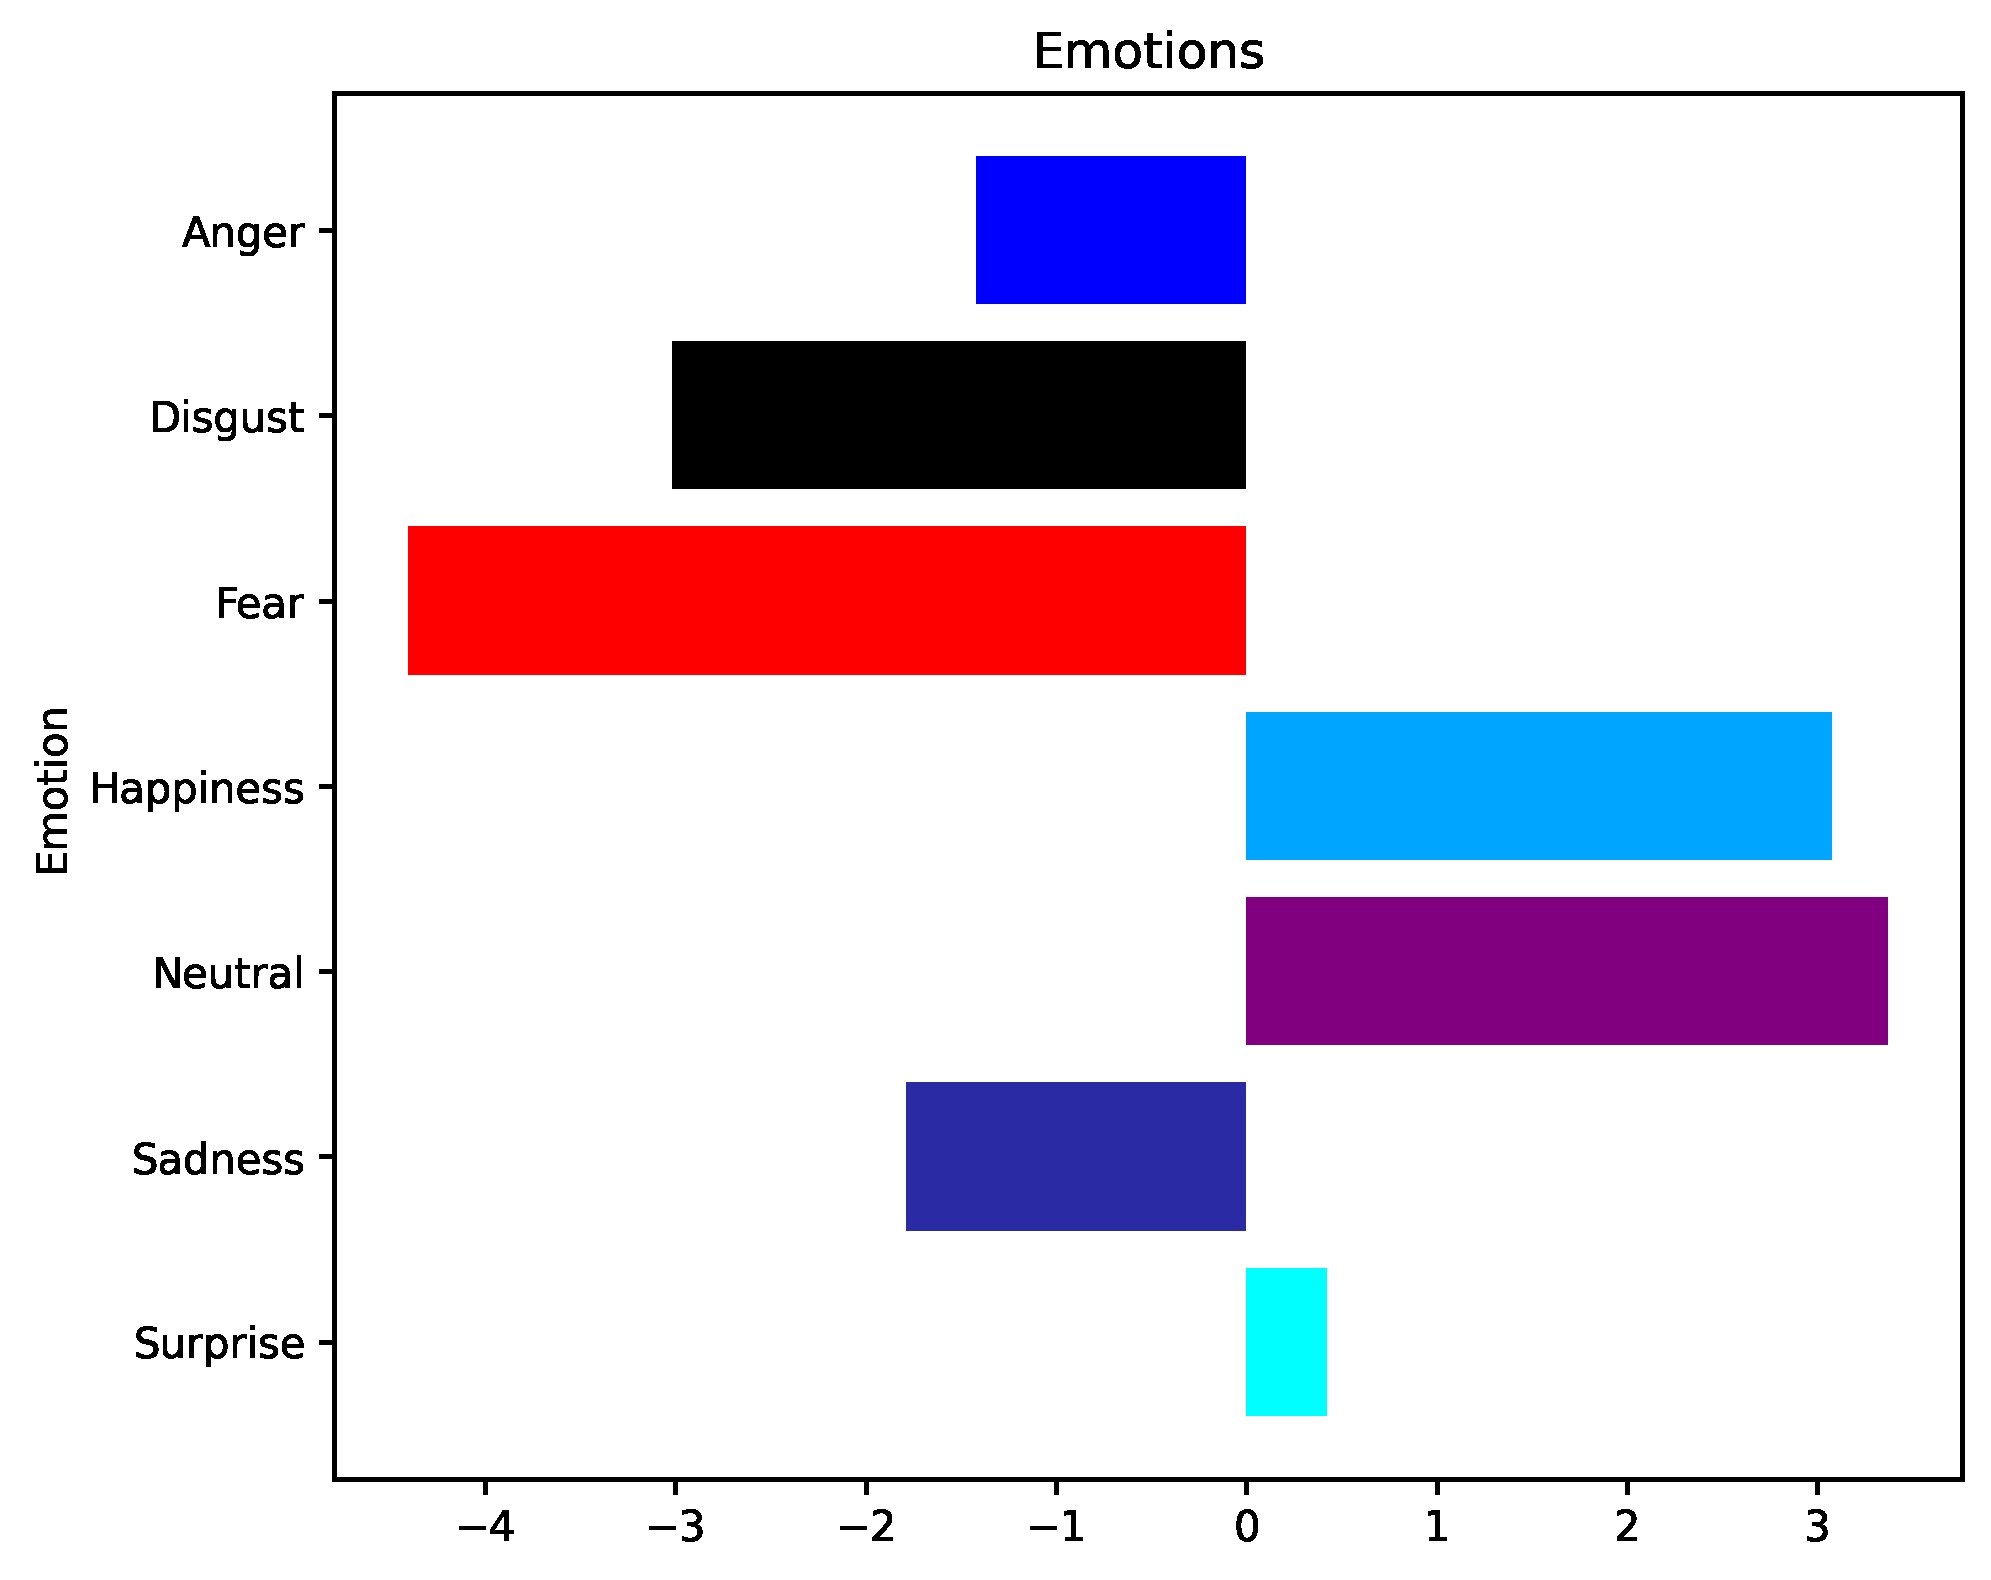 Emotions
Anger
Disgust
Fear
Happiness
Neutral
Sadness
Surprise
Emotion
−4 −3 −2 −1 0 1 2 3